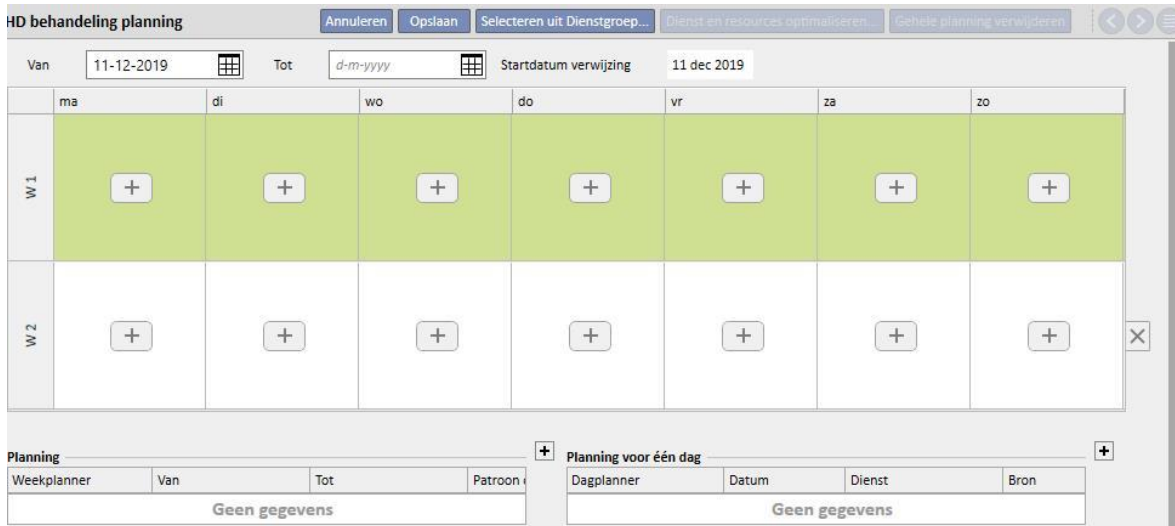 HD behandeling planning Annuleren Opslaan Selecteren uit Dienstgroep... Dienst en resources optimaliseren... Gehele planning verwijderen
Van 11-12-2019 Tot d-m-yyyy Startdatum verwijzing 11 dec 2019
ma di wo do vr za zo
W 1
W 2
Planning Planning voor één dag
Weekplanner Van Tot Patroon Dagplanner Datum Dienst Bron
Geen gegevens Geen gegevens